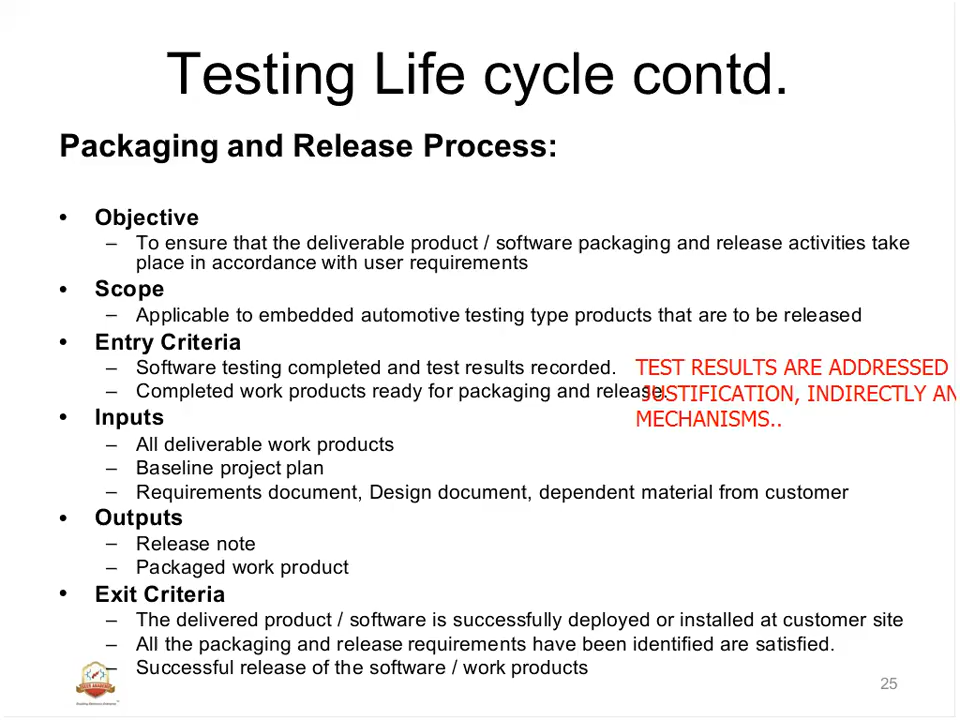 Testing Life cycle contd.
Packaging and Release Process:
• Objective
– To ensure that the deliverable product / software packaging and release activities take
place in accordance with user requirements
• Scope
– Applicable to embedded automotive testing type products that are to be released
• Entry Criteria
– Software testing completed and test results recorded.
TEST RESULTS ARE ADDRESSED
– Completed work products ready for packaging and release.
JUSTIFICATION, INDIRECTLY AN
MECHANISMS..
• Inputs
– All deliverable work products
– Baseline project plan
– Requirements document, Design document, dependent material from customer
• Outputs
– Release note
– Packaged work product
• Exit Criteria
– The delivered product / software is successfully deployed or installed at customer site
– All the packaging and release requirements have been identified are satisfied.
– Successful release of the software / work products
25